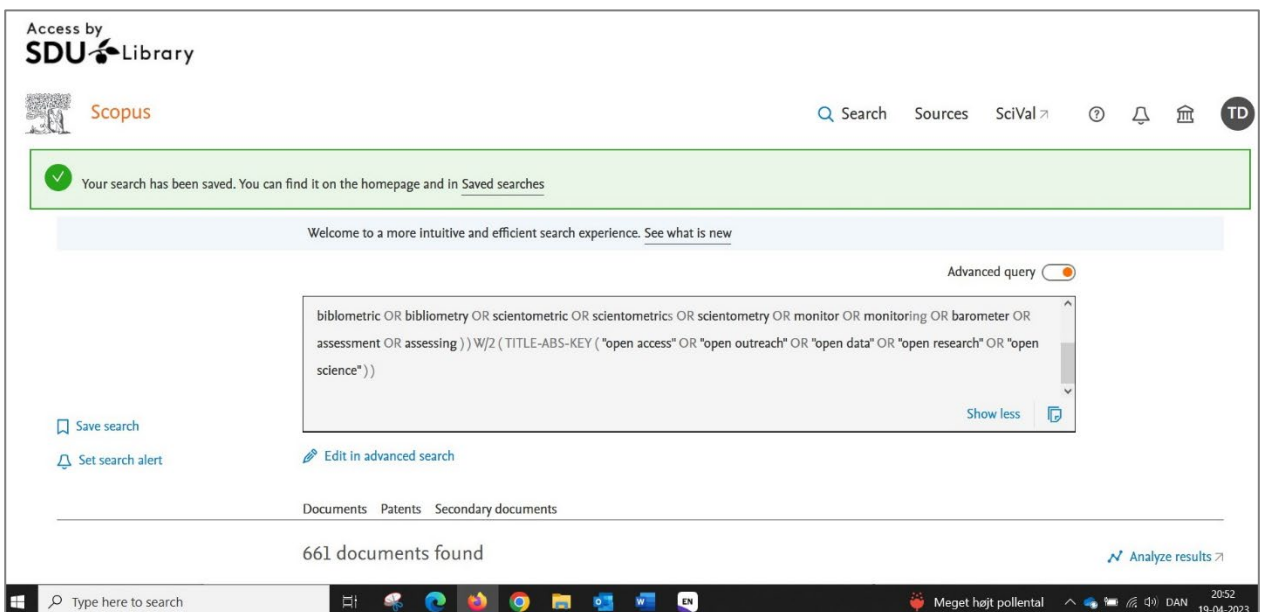 Access by
SDU Library
Scopus
Search Sources SciVal
TD
Your search has been saved. You can find it on the homepage and in Saved searches
Welcome to a more intuitive and efficient search experience. See what is new
Advanced query
biblometric OR bibliometry OR scientometric OR scientometrics OR scientometry OR monitor OR monitoring OR barometer OR
assessment OR assessing ) ) W/2 ( TITLE-ABS-KEY ( "open access" OR "open outreach" OR "open data" OR "open research" OR "open
science" ) )
Show less
Save search
Set search alert
Edit in advanced search
Documents Patents Secondary documents
661 documents found
Analyze results
Type here to search
EN
Meget højt pollental
DAN
20:52
19-04-2023